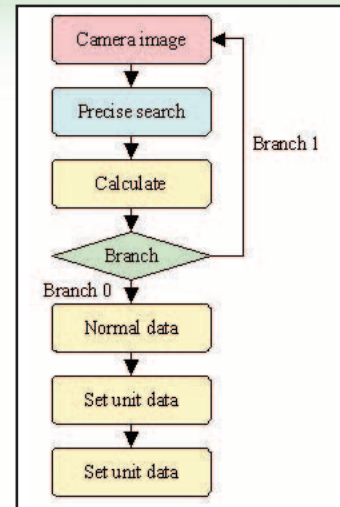 Camera image
Precise search
Branch 1
Calculate
Branch
Branch 0
Normal data
Set unit data
Set unit data